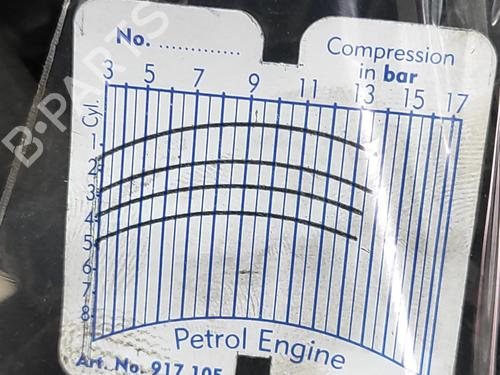 No. .............
Compression
in bar
3 5 7 9 11 13 15 17
Cyl.
1
2
3
4
5
6
7
8
Petrol Engine
Art. No. 917 105
B-PARTS